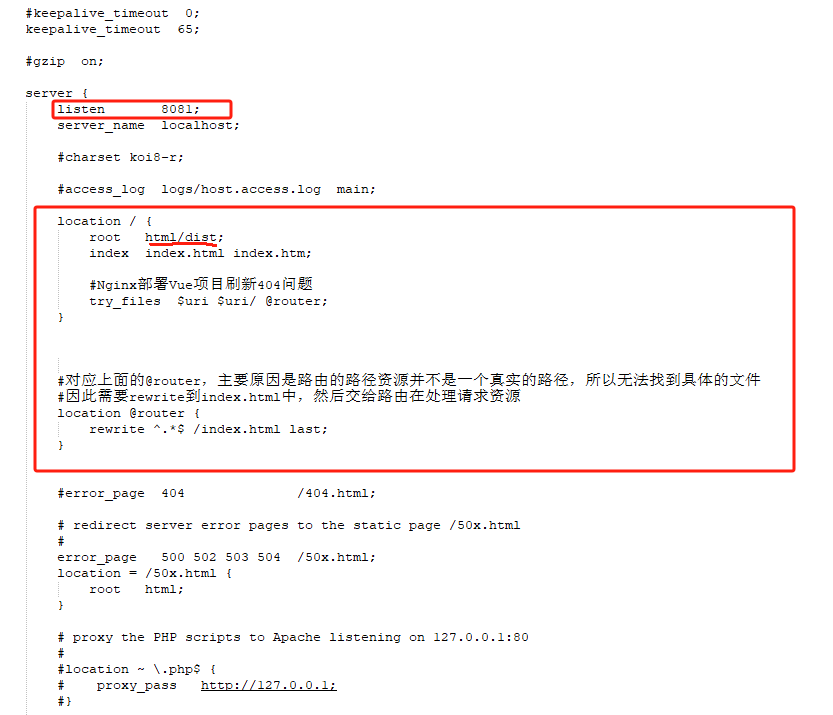 #keepalive_timeout  0;
keepalive_timeout  65;
#gzip  on;
server {
listen       8081;
server_name  localhost;
#charset koi8-r;
#access_log  logs/host.access.log  main;
location / {
root   html/dist;
index  index.html index.htm;
#Nginx部署Vue项目刷新404问题
try_files  $uri $uri/ @router;
}
#对应上面的@router，主要原因是路由的路径资源并不是一个真实的路径，所以无法找到具体的文件
#因此需要rewrite到index.html中，然后交给路由在处理请求资源
location @router {
rewrite ^.*$ /index.html last;
}
#error_page  404              /404.html;
# redirect server error pages to the static page /50x.html
#
error_page   500 502 503 504  /50x.html;
location = /50x.html {
root   html;
}
# proxy the PHP scripts to Apache listening on 127.0.0.1:80
#
#location ~ \.php$ {
#    proxy_pass   http://127.0.0.1;
#}